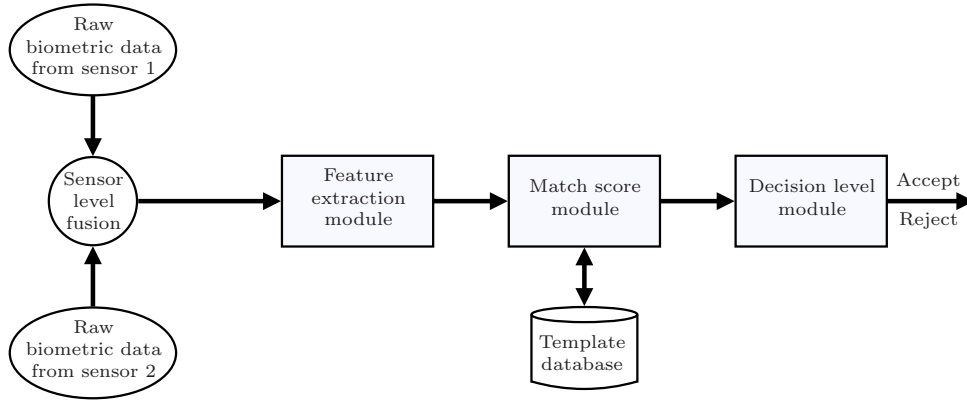 Raw
biometric data
from sensor 1
Sensor
level
fusion
Feature
extraction
module
Match score
module
Decision level
module
Accept
Reject
Raw
biometric data
from sensor 2
Template
database